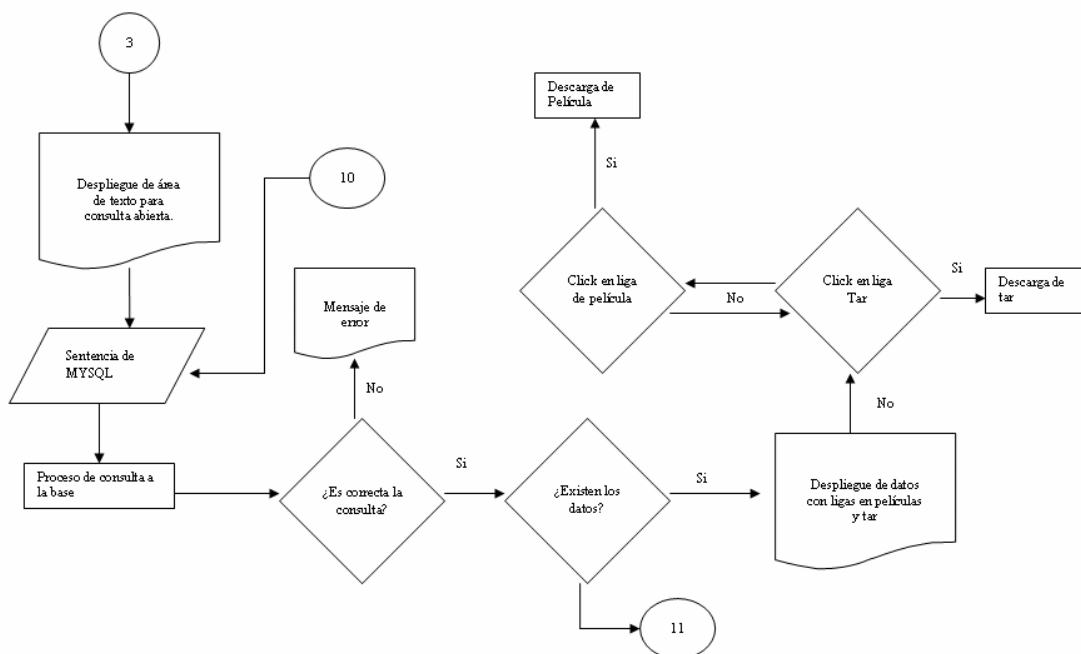 3
Despliegue de área
de texto para
consulta abierta.
10
Sentencia de
MYSQL
Proceso de consulta a
la base
Mensaje de
error
No
¿Es correcta la
consulta?
Si
¿Existen los
datos?
Si
11
Despliegue de datos
con ligas en películas
y tar
No
Click en liga
Tar
Si
Descarga de
tar
No
Click en liga
de película
Si
Descarga de
Película